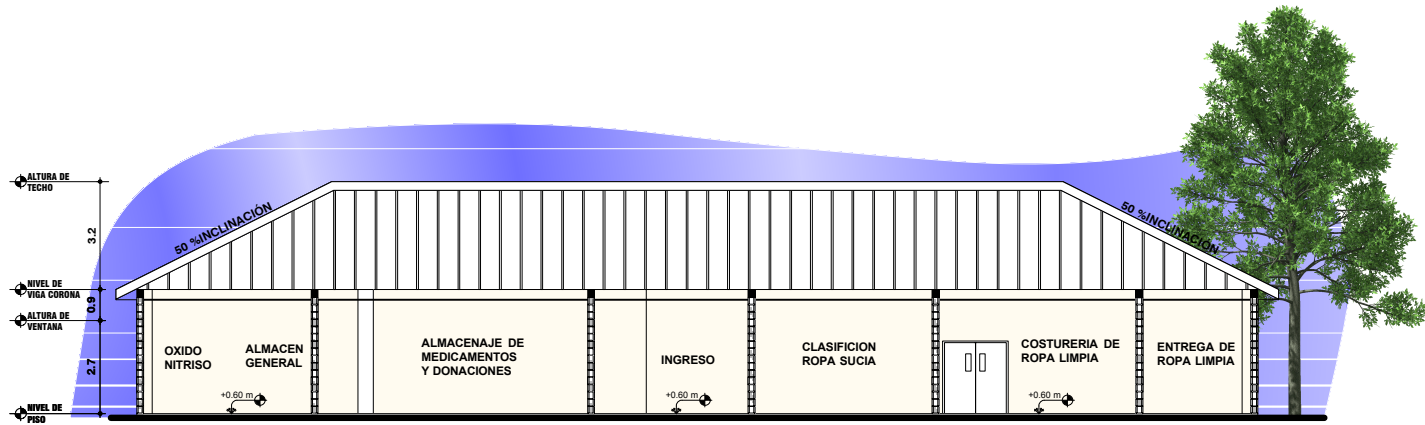 ALTURA DE
TECHO
3.2
50 %INCLINACIÓN
50 %INCLINACIÓN
NIVEL DE
VIGA CORONA
0.9
ALTURA DE
VENTANA
2.7
NIVEL DE
PISO
OXIDO
NITRISO
ALMACEN
GENERAL
+0.60 m
ALMACENAJE DE
MEDICAMENTOS
Y DONACIONES
INGRESO
+0.60 m
CLASIFICION
ROPA SUCIA
COSTURERIA DE
ROPA LIMPIA
+0.60 m
ENTREGA DE
ROPA LIMPIA